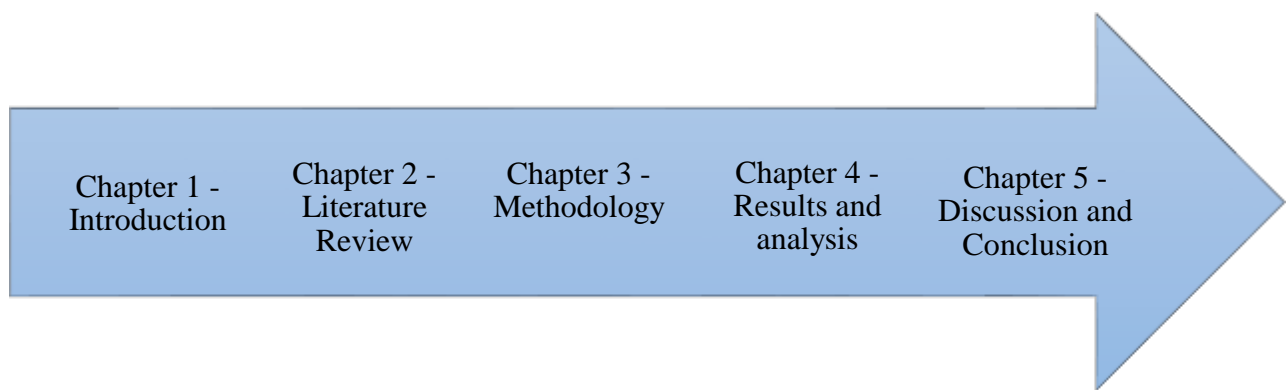 Chapter 1 -
Introduction
Chapter 2 -
Literature
Review
Chapter 3 -
Methodology
Chapter 4 -
Results and
analysis
Chapter 5 -
Discussion and
Conclusion